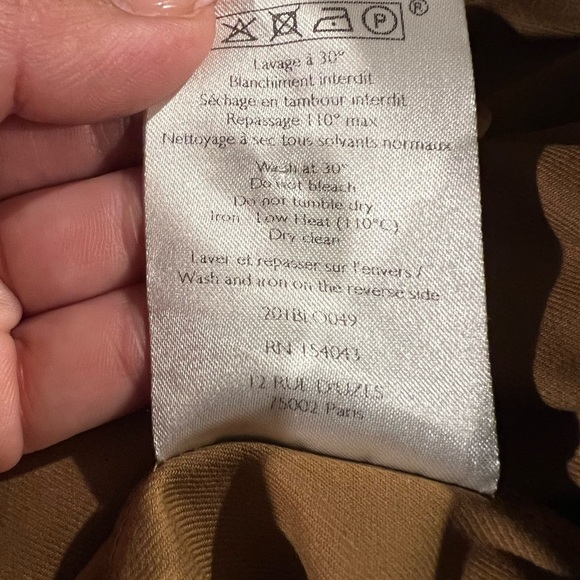 P ®
Lavage à 30°
Blanchiment interdit
Séchage en tambour interdit
Repassage 110° max
Nettoyage à sec tous solvants normaux
Wash at 30°
Do not bleach
Do not tumble dry
Iron - Low Heat (110°C)
Dry clean
Laver et repasser sur l'envers /
Wash and iron on the reverse side
201BLO049
RN 154043
12 RUE D'UZES
75002 Paris